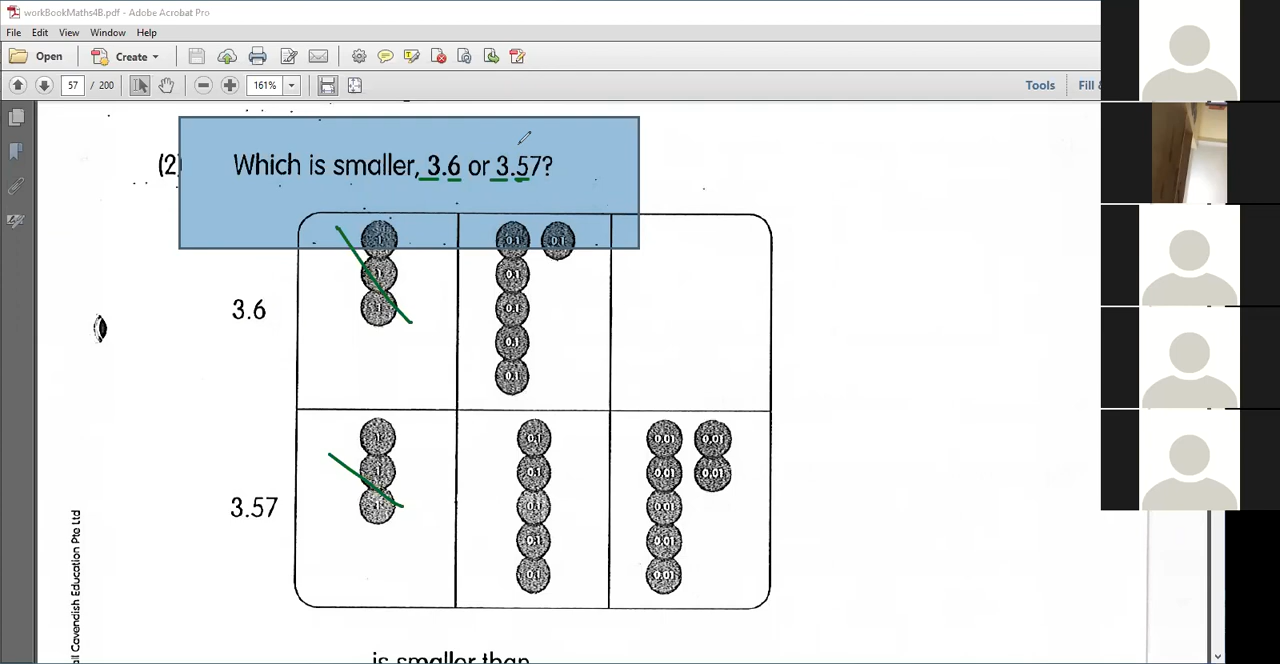 workBookMaths4B.pdf - Adobe Acrobat Pro
File Edit View Window Help
Open Create
57 / 200 161% Tools Fill &
(2) Which is smaller, 3.6 or 3.57?
1 0.1 0.1
1 0.1
1 0.1
0.1
0.1
3.6
1 0.1 0.01 0.01
1 0.1 0.01 0.01
1 0.1 0.01
0.1 0.01
0.1 0.01
3.57
is smaller than
all Cavendish Education Pte Ltd